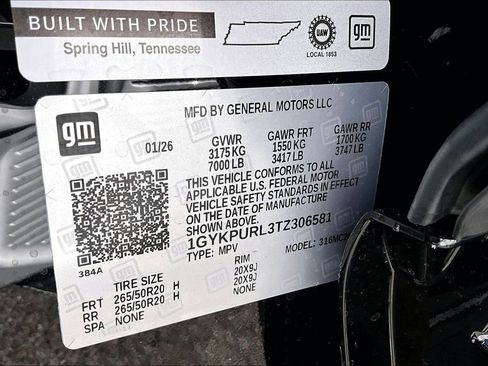 BUILT WITH PRIDE
Spring Hill, Tennessee
UAW
LOCAL 1853
gm
gm
MFD BY GENERAL MOTORS LLC
01/26
GVWR GAWR FRT GAWR RR
3175 KG 1550 KG 1700 KG
7000 LB 3417 LB 3747 LB
THIS VEHICLE CONFORMS TO ALL
APPLICABLE U.S. FEDERAL MOTOR
VEHICLE SAFETY STANDARDS IN EFFECT
ON THE DATE OF MANUFACTURE
1GYKPURL3TZ306581
TYPE: MPV MODEL:
384A
TIRE SIZE RIM
FRT 265/50R20 H 20X9J
RR 265/50R20 H 20X9J
SPA NONE NONE